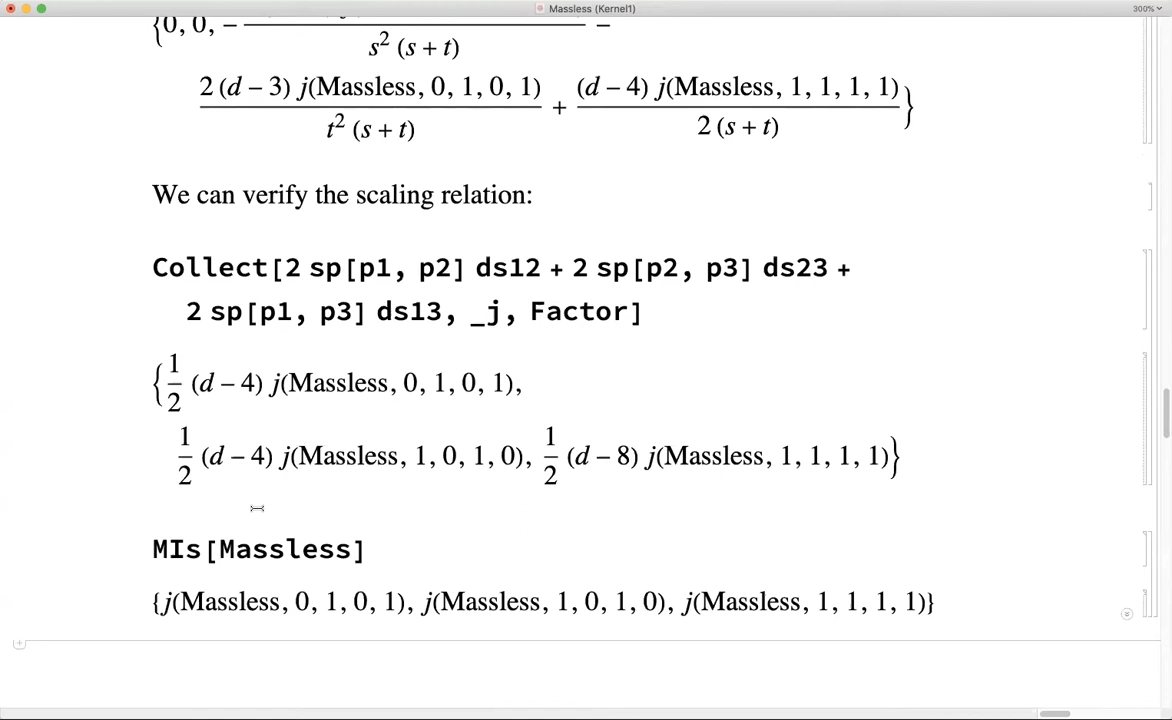 Massless (Kernel1)
300%
{0, 0, −
−
s^2 (s + t)
2 (d − 3) j(Massless, 0, 1, 0, 1) / t^2 (s + t) + (d − 4) j(Massless, 1, 1, 1, 1) / 2 (s + t)}
We can verify the scaling relation:
Collect[2 sp[p1, p2] ds12 + 2 sp[p2, p3] ds23 +
2 sp[p1, p3] ds13, _j, Factor]
{1/2 (d − 4) j(Massless, 0, 1, 0, 1),
1/2 (d − 4) j(Massless, 1, 0, 1, 0), 1/2 (d − 8) j(Massless, 1, 1, 1, 1)}
MIs[Massless]
{j(Massless, 0, 1, 0, 1), j(Massless, 1, 0, 1, 0), j(Massless, 1, 1, 1, 1)}